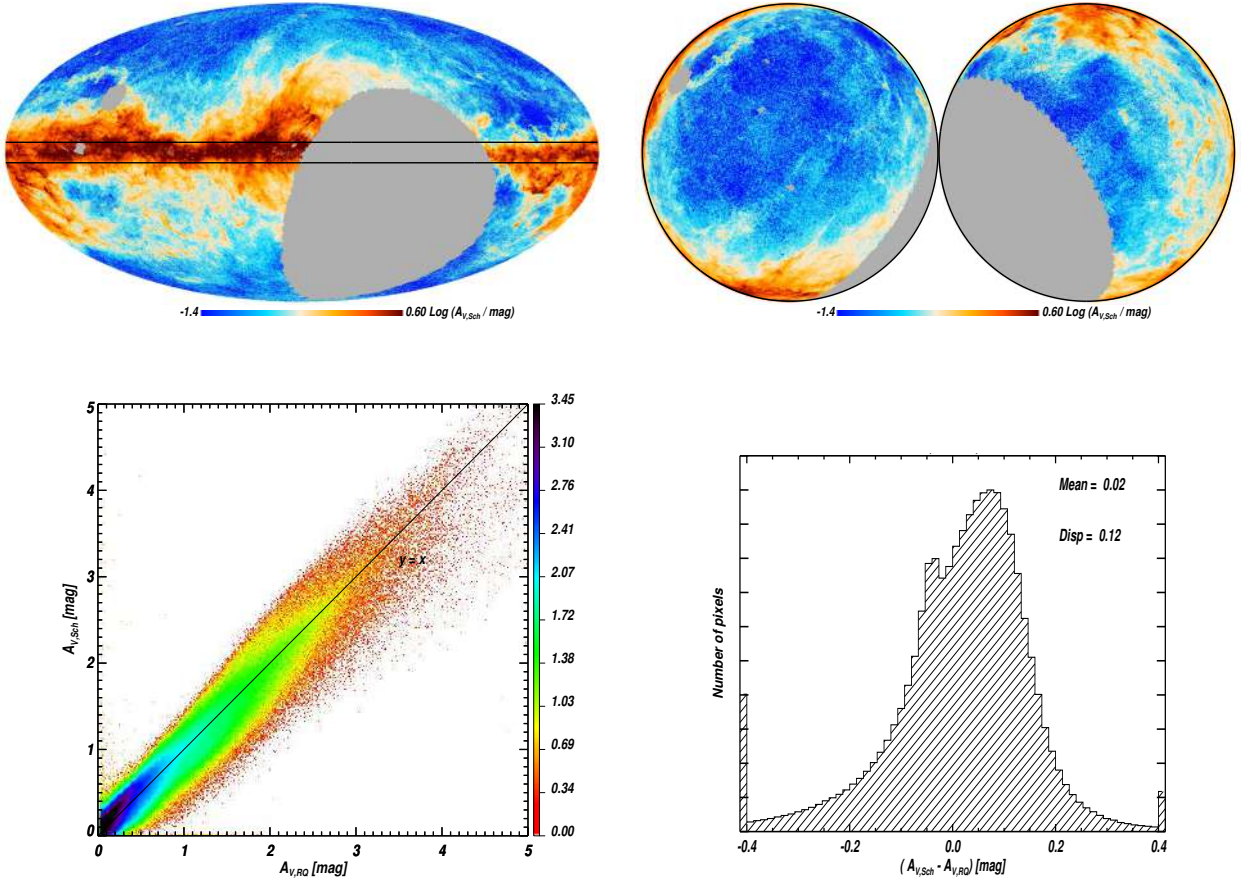 -1.4 0.60 Log (A_V,Sch / mag)
-1.4 0.60 Log (A_V,Sch / mag)
5
4
3
2
1
0
A_V,Sch [mag]
y = x
0 1 2 3 4 5
A_V,RQ [mag]
3.45
3.10
2.76
2.41
2.07
1.72
1.38
1.03
0.69
0.34
0.00
Mean = 0.02
Disp = 0.12
Number of pixels
-0.4 -0.2 0.0 0.2 0.4
( A_V,Sch - A_V,RQ) [mag]